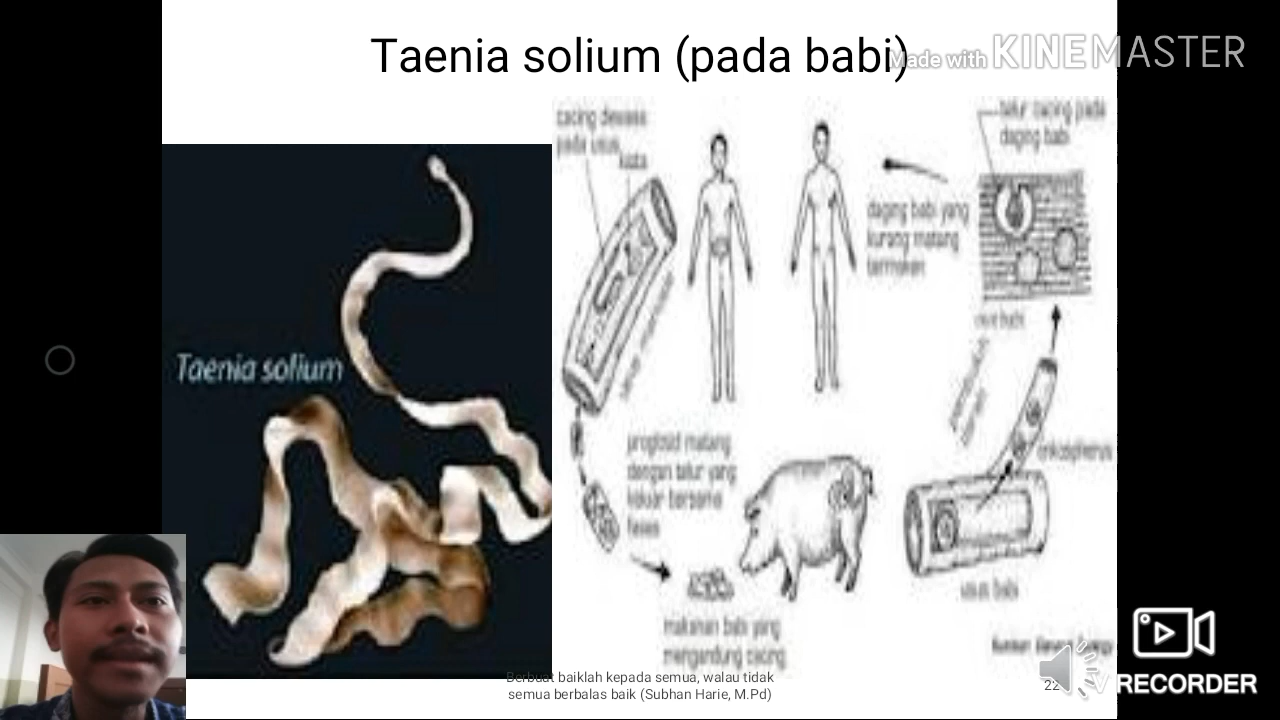 Taenia solium (pada babi)
Made with KINEMASTER
cacing dewasa
pada usus
telur cacing pada
daging babi
daging babi yang
kurang matang
termakan
Taenia solium
proglotid matang
dengan telur yang
keluar bersama
feses
usus babi
makanan babi yang
mengandung cacing
Berbuat baiklah kepada semua, walau tidak
semua berbalas baik (Subhan Harie, M.Pd)
22
RECORDER